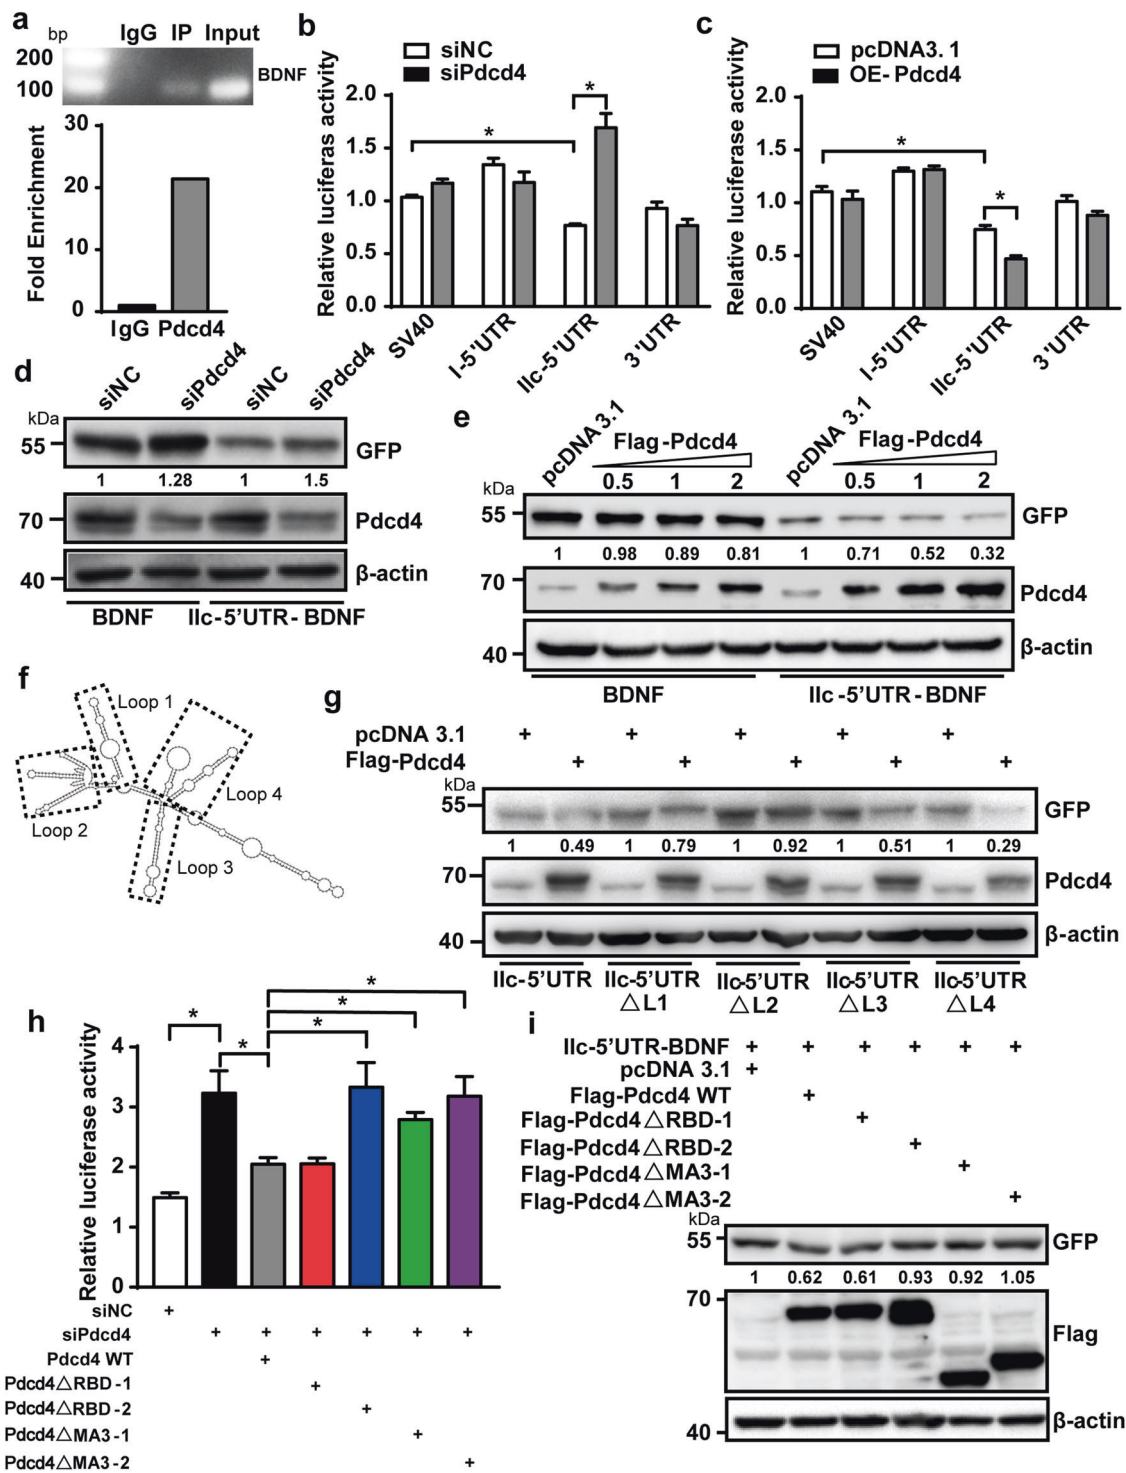 a
bp IgG IP Input
200
100
BDNF
Fold Enrichment
30
20
10
0
IgG Pdcd4
b
siNC
siPdcd4
Relative luciferas activity
2.0
1.5
1.0
0.5
0.0
*
*
SV40 I-5'UTR IIc-5'UTR 3'UTR
c
pcDNA3.1
OE-Pdcd4
Relative luciferase activity
2.0
1.5
1.0
0.5
0.0
*
*
SV40 I-5'UTR IIc-5'UTR 3'UTR
d
siNC siPdcd4 siNC siPdcd4
kDa
55 GFP
1 1.28 1 1.5
70 Pdcd4
40 β-actin
BDNF IIc-5'UTR-BDNF
e
pcDNA3.1 Flag-Pdcd4 pcDNA3.1 Flag-Pdcd4
0.5 1 2 0.5 1 2
kDa
55 GFP
1 0.98 0.89 0.81 1 0.71 0.52 0.32
70 Pdcd4
40 β-actin
BDNF IIc-5'UTR-BDNF
f
Loop 1
Loop 2
Loop 3
Loop 4
g
pcDNA 3.1 + + + + +
Flag-Pdcd4 + + + + +
kDa
55 GFP
1 0.49 1 0.79 1 0.92 1 0.51 1 0.29
70 Pdcd4
40 β-actin
IIc-5'UTR IIc-5'UTR IIc-5'UTR IIc-5'UTR IIc-5'UTR
△L1 △L2 △L3 △L4
h
Relative luciferase activity
4
3
2
1
0
*
*
*
*
*
siNC +
siPdcd4 + + + + + +
Pdcd4 WT +
Pdcd4△RBD-1 +
Pdcd4△RBD-2 +
Pdcd4△MA3-1 +
Pdcd4△MA3-2 +
i
IIc-5'UTR-BDNF + + + + + +
pcDNA 3.1 +
Flag-Pdcd4 WT +
Flag-Pdcd4△RBD-1 +
Flag-Pdcd4△RBD-2 +
Flag-Pdcd4△MA3-1 +
Flag-Pdcd4△MA3-2 +
kDa
55 GFP
1 0.62 0.61 0.93 0.92 1.05
70 Flag
40 β-actin